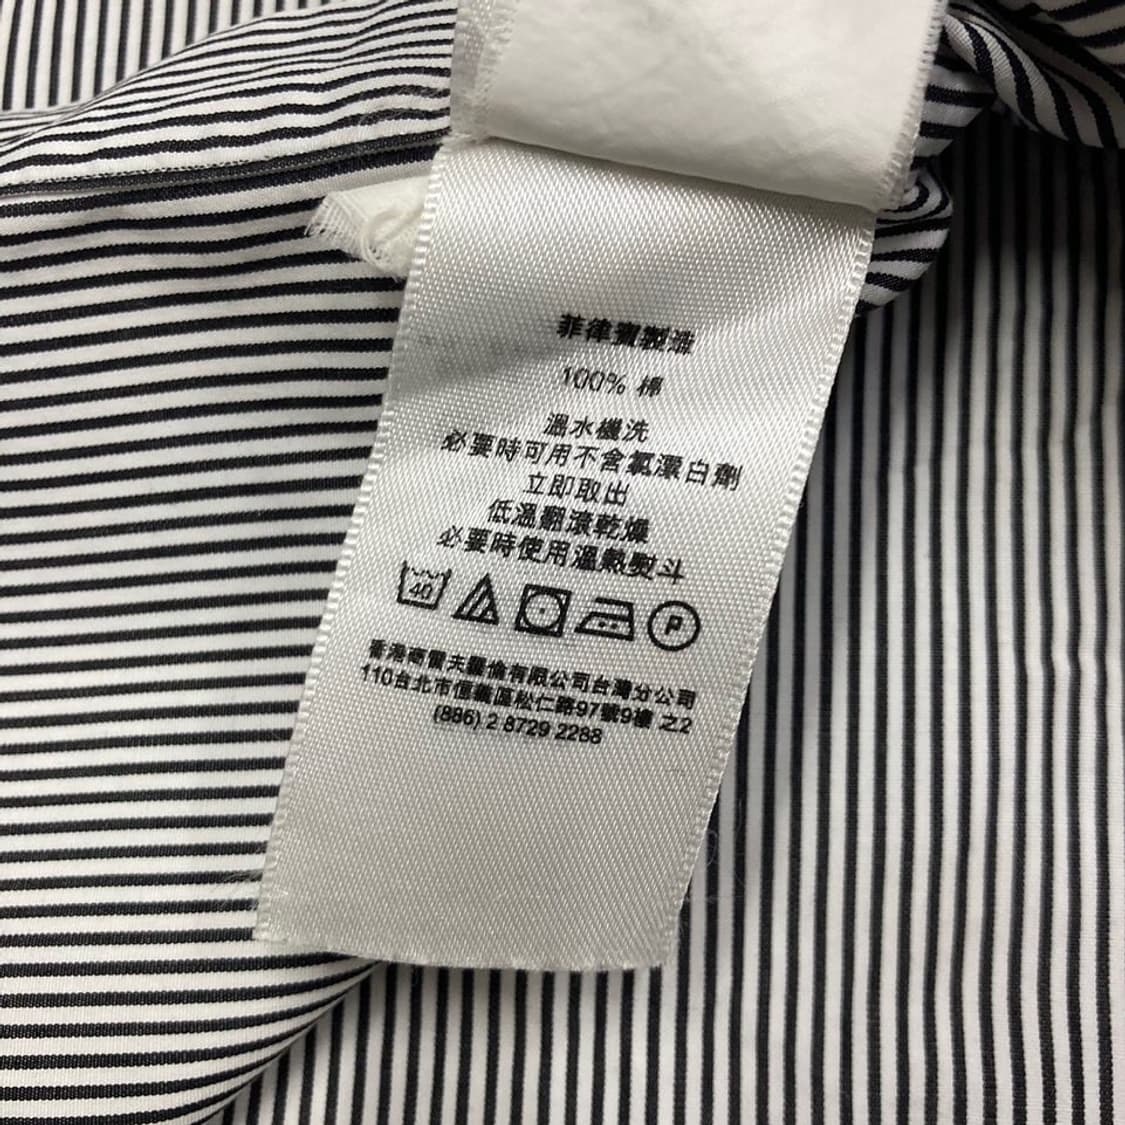 菲律賓製造
100% 棉
溫水機洗
必要時可用不含氯漂白劑
立即取出
低溫翻滾乾燥
必要時使用溫熱熨斗
40
P
香港商雷夫羅倫有限公司台灣分公司
110台北市信義區松仁路97號9樓 之2
(886) 2 8729 2288